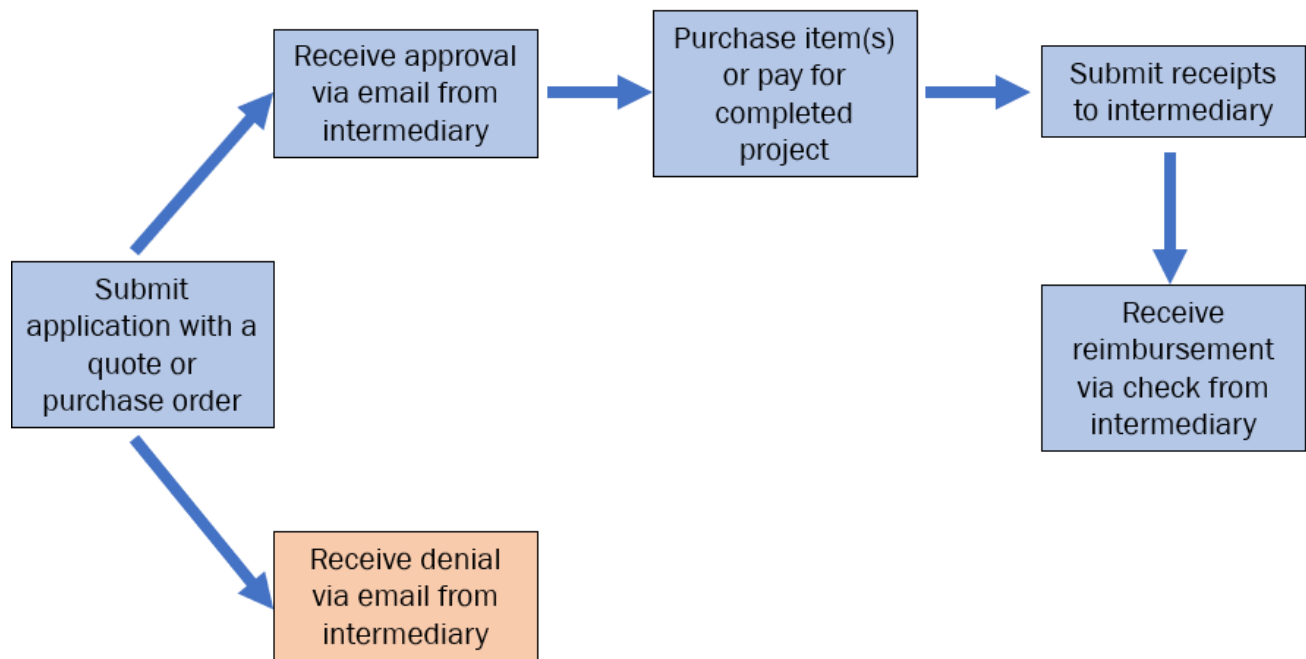 Receive approval
via email from
intermediary
Purchase item(s)
or pay for
completed
project
Submit receipts
to intermediary
Submit
application with a
quote or
purchase order
Receive
reimbursement
via check from
intermediary
Receive denial
via email from
intermediary